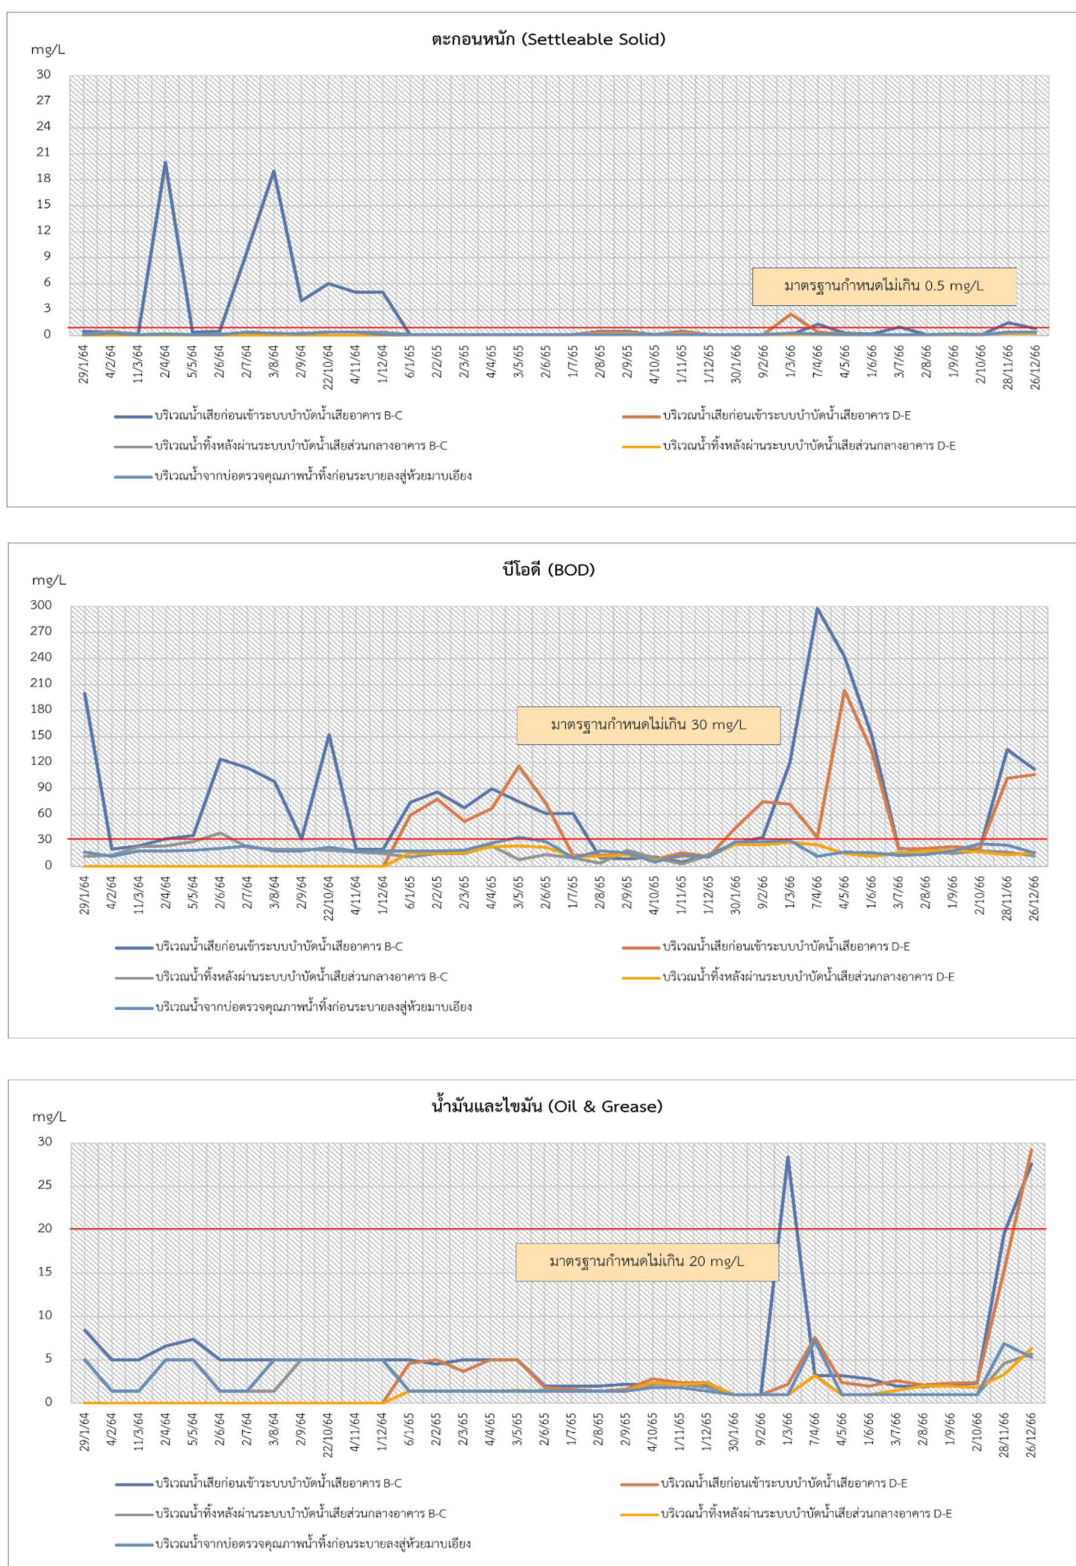 ตะกอนหนัก (Settleable Solid)
mg/L
30
27
24
21
18
15
12
9
6
3
0
มาตรฐานกำหนดไม่เกิน 0.5 mg/L
29/1/64 4/2/64 11/3/64 2/4/64 5/5/64 2/6/64 2/7/64 3/8/64 2/9/64 22/10/64 4/11/64 1/12/64 6/1/65 2/2/65 2/3/65 4/4/65 3/5/65 2/6/65 1/7/65 2/8/65 2/9/65 4/10/65 1/11/65 1/12/65 30/1/66 9/2/66 1/3/66 7/4/66 4/5/66 1/6/66 3/7/66 2/8/66 1/9/66 2/10/66 28/11/66 26/12/66
บริเวณน้ำเสียก่อนเข้าระบบบำบัดน้ำเสียอาคาร B-C บริเวณน้ำเสียก่อนเข้าระบบบำบัดน้ำเสียอาคาร D-E
บริเวณน้ำทิ้งหลังผ่านระบบบำบัดน้ำเสียส่วนกลางอาคาร B-C บริเวณน้ำทิ้งหลังผ่านระบบบำบัดน้ำเสียส่วนกลางอาคาร D-E
บริเวณน้ำจากบ่อตรวจคุณภาพน้ำทิ้งก่อนระบายลงสู่ห้วยมาบเอียง
บีโอดี (BOD)
mg/L
300
270
240
210
180
150
120
90
60
30
0
มาตรฐานกำหนดไม่เกิน 30 mg/L
29/1/64 4/2/64 11/3/64 2/4/64 5/5/64 2/6/64 2/7/64 3/8/64 2/9/64 22/10/64 4/11/64 1/12/64 6/1/65 2/2/65 2/3/65 4/4/65 3/5/65 2/6/65 1/7/65 2/8/65 2/9/65 4/10/65 1/11/65 1/12/65 30/1/66 9/2/66 1/3/66 7/4/66 4/5/66 1/6/66 3/7/66 2/8/66 1/9/66 2/10/66 28/11/66 26/12/66
บริเวณน้ำเสียก่อนเข้าระบบบำบัดน้ำเสียอาคาร B-C บริเวณน้ำเสียก่อนเข้าระบบบำบัดน้ำเสียอาคาร D-E
บริเวณน้ำทิ้งหลังผ่านระบบบำบัดน้ำเสียส่วนกลางอาคาร B-C บริเวณน้ำทิ้งหลังผ่านระบบบำบัดน้ำเสียส่วนกลางอาคาร D-E
บริเวณน้ำจากบ่อตรวจคุณภาพน้ำทิ้งก่อนระบายลงสู่ห้วยมาบเอียง
น้ำมันและไขมัน (Oil & Grease)
mg/L
30
25
20
15
10
5
0
มาตรฐานกำหนดไม่เกิน 20 mg/L
29/1/64 4/2/64 11/3/64 2/4/64 5/5/64 2/6/64 2/7/64 3/8/64 2/9/64 22/10/64 4/11/64 1/12/64 6/1/65 2/2/65 2/3/65 4/4/65 3/5/65 2/6/65 1/7/65 2/8/65 2/9/65 4/10/65 1/11/65 1/12/65 30/1/66 9/2/66 1/3/66 7/4/66 4/5/66 1/6/66 3/7/66 2/8/66 1/9/66 2/10/66 28/11/66 26/12/66
บริเวณน้ำเสียก่อนเข้าระบบบำบัดน้ำเสียอาคาร B-C บริเวณน้ำเสียก่อนเข้าระบบบำบัดน้ำเสียอาคาร D-E
บริเวณน้ำทิ้งหลังผ่านระบบบำบัดน้ำเสียส่วนกลางอาคาร B-C บริเวณน้ำทิ้งหลังผ่านระบบบำบัดน้ำเสียส่วนกลางอาคาร D-E
บริเวณน้ำจากบ่อตรวจคุณภาพน้ำทิ้งก่อนระบายลงสู่ห้วยมาบเอียง